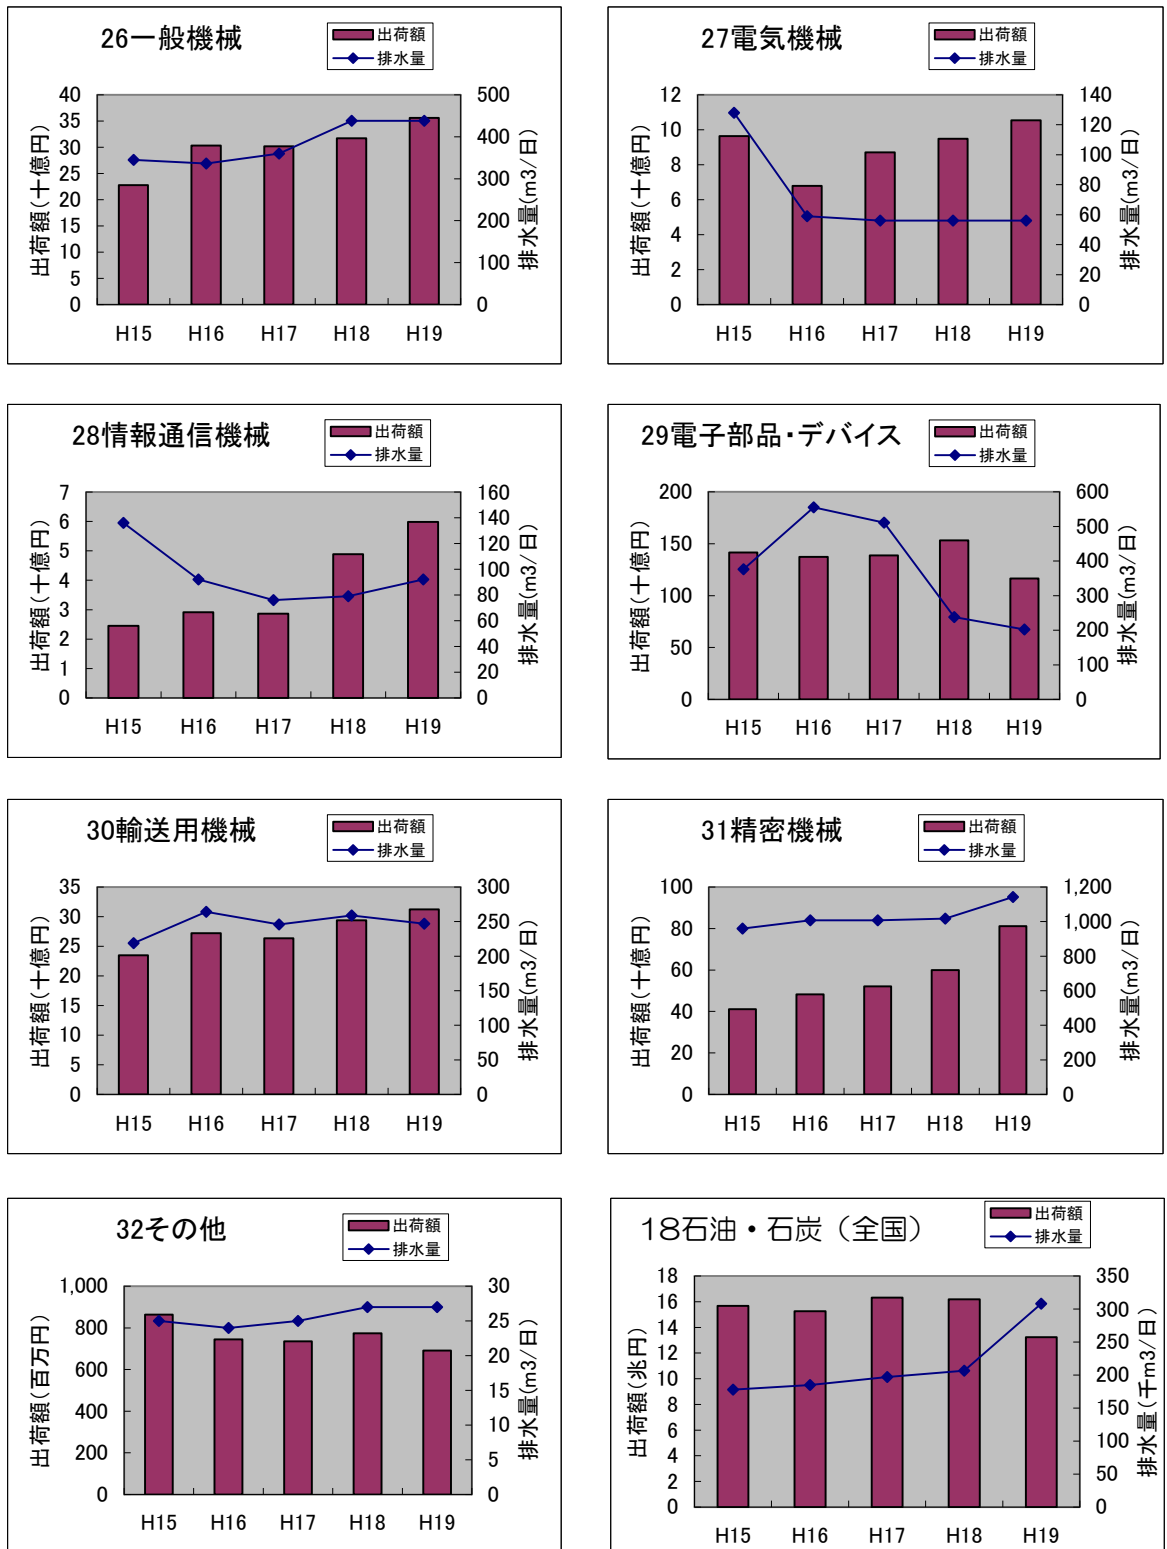 26一般機械
出荷額
排水量
出荷額(十億円)
40
35
30
25
20
15
10
5
0
500
400
300
200
100
0
排水量(m3/日)
H15 H16 H17 H18 H19
27電気機械
出荷額
排水量
出荷額(十億円)
12
10
8
6
4
2
0
140
120
100
80
60
40
20
0
排水量(m3/日)
H15 H16 H17 H18 H19
28情報通信機械
出荷額
排水量
出荷額(十億円)
7
6
5
4
3
2
1
0
160
140
120
100
80
60
40
20
0
排水量(m3/日)
H15 H16 H17 H18 H19
29電子部品・デバイス
出荷額
排水量
出荷額(十億円)
200
150
100
50
0
600
500
400
300
200
100
0
排水量(m3/日)
H15 H16 H17 H18 H19
30輸送用機械
出荷額
排水量
出荷額(十億円)
35
30
25
20
15
10
5
0
300
250
200
150
100
50
0
排水量(m3/日)
H15 H16 H17 H18 H19
31精密機械
出荷額
排水量
出荷額(十億円)
100
80
60
40
20
0
1,200
1,000
800
600
400
200
0
排水量(m3/日)
H15 H16 H17 H18 H19
32その他
出荷額
排水量
出荷額(百万円)
1,000
800
600
400
200
0
30
25
20
15
10
5
0
排水量(m3/日)
H15 H16 H17 H18 H19
18石油・石炭（全国）
出荷額
排水量
出荷額(兆円)
18
16
14
12
10
8
6
4
2
0
350
300
250
200
150
100
50
0
排水量(千m3/日)
H15 H16 H17 H18 H19